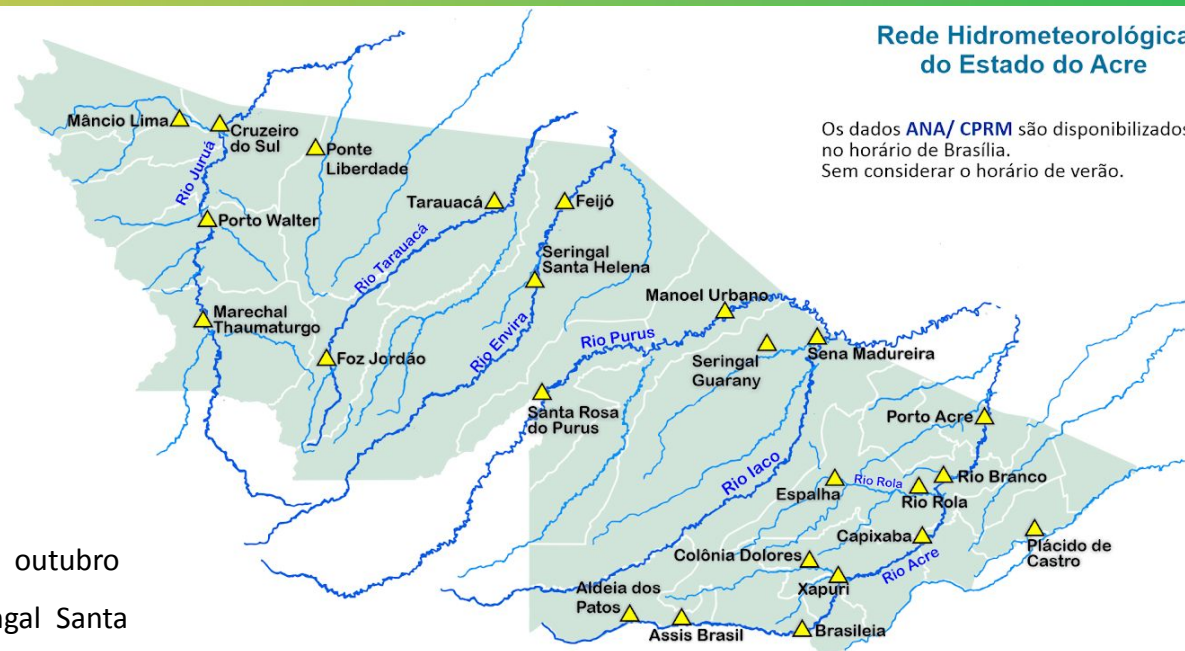 Rede Hidrometeorológica
do Estado do Acre
Os dados ANA/ CPRM são disponibilizados
no horário de Brasília.
Sem considerar o horário de verão.
Mâncio Lima
Cruzeiro
do Sul
Ponte
Liberdade
Rio Juruá
Porto Walter
Tarauacá
Feijó
Rio Tarauacá
Seringal
Santa Helena
Marechal
Thaumaturgo
Foz Jordão
Rio Envira
Manoel Urbano
Rio Purus
Seringal
Guarany
Sena Madureira
Santa Rosa
do Purus
Porto Acre
Rio Iaco
Espalha
Rio Rola
Rio Rola
Rio Branco
Capixaba
Plácido de
Castro
Colônia Dolores
Rio Acre
Xapuri
Aldeia dos
Patos
Assis Brasil
Brasileia
outubro
ngal Santa